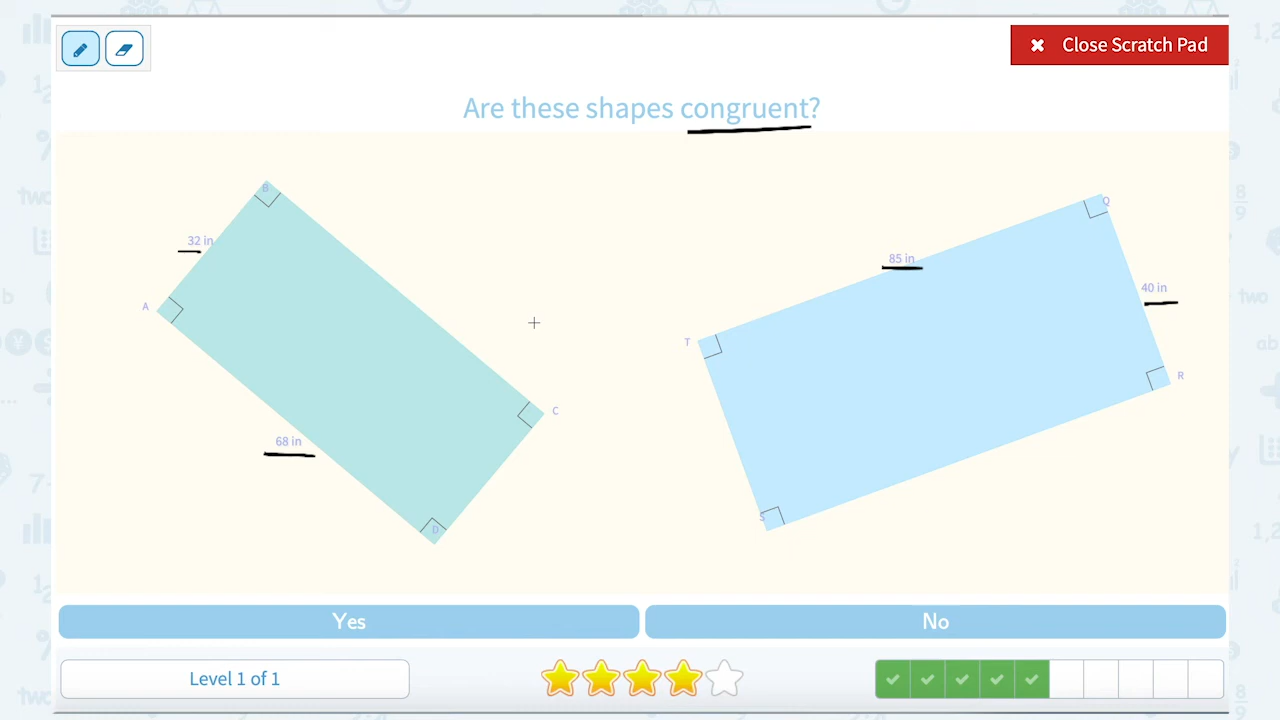 Close Scratch Pad
Are these shapes congruent?
B
32 in
A
C
68 in
D
Q
85 in
40 in
T
R
S
Yes
No
Level 1 of 1